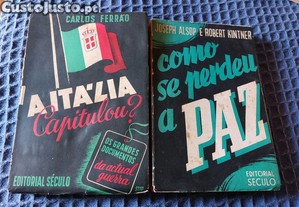 CustoJusto.pt
CARLOS FERRÃO
A ITÁLIA
Capitulou?
OS GRANDES
DOCUMENTOS
da actual
guerra
EDITORIAL SÉCULO
JOSEPH ALSOP E ROBERT KINTNER
como
se perdeu
a PAZ
EDITORIAL
SÉCULO